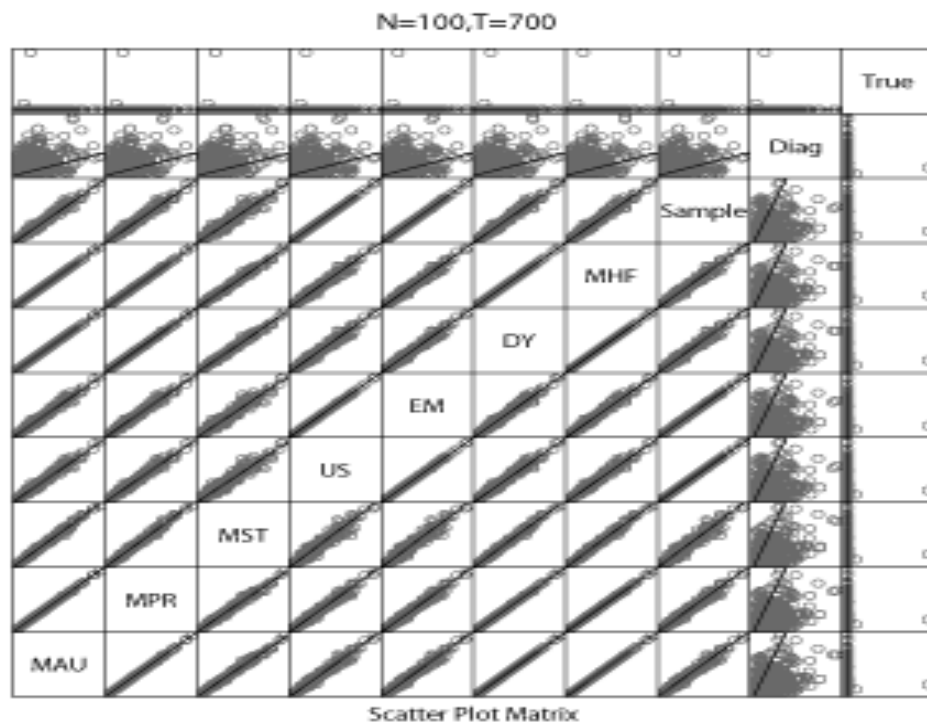 N=100,T=700
True
Diag
Sample
MHF
DY
EM
US
MST
MPR
MAU
Scatter Plot Matrix